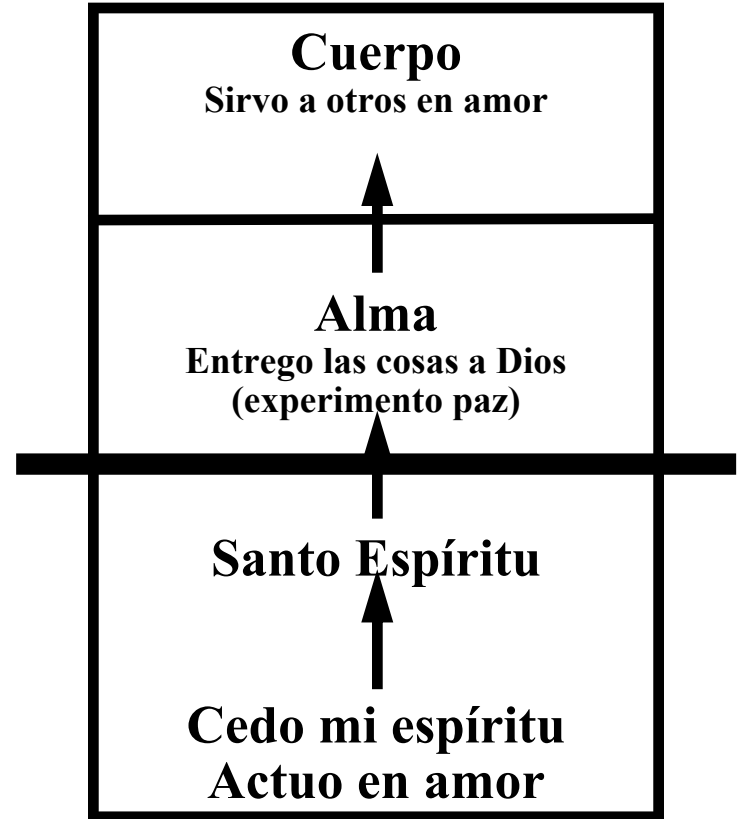 Cuerpo
Sirvo a otros en amor
Alma
Entrego las cosas a Dios
(experimento paz)
Santo Espíritu
Cedo mi espíritu
Actuo en amor